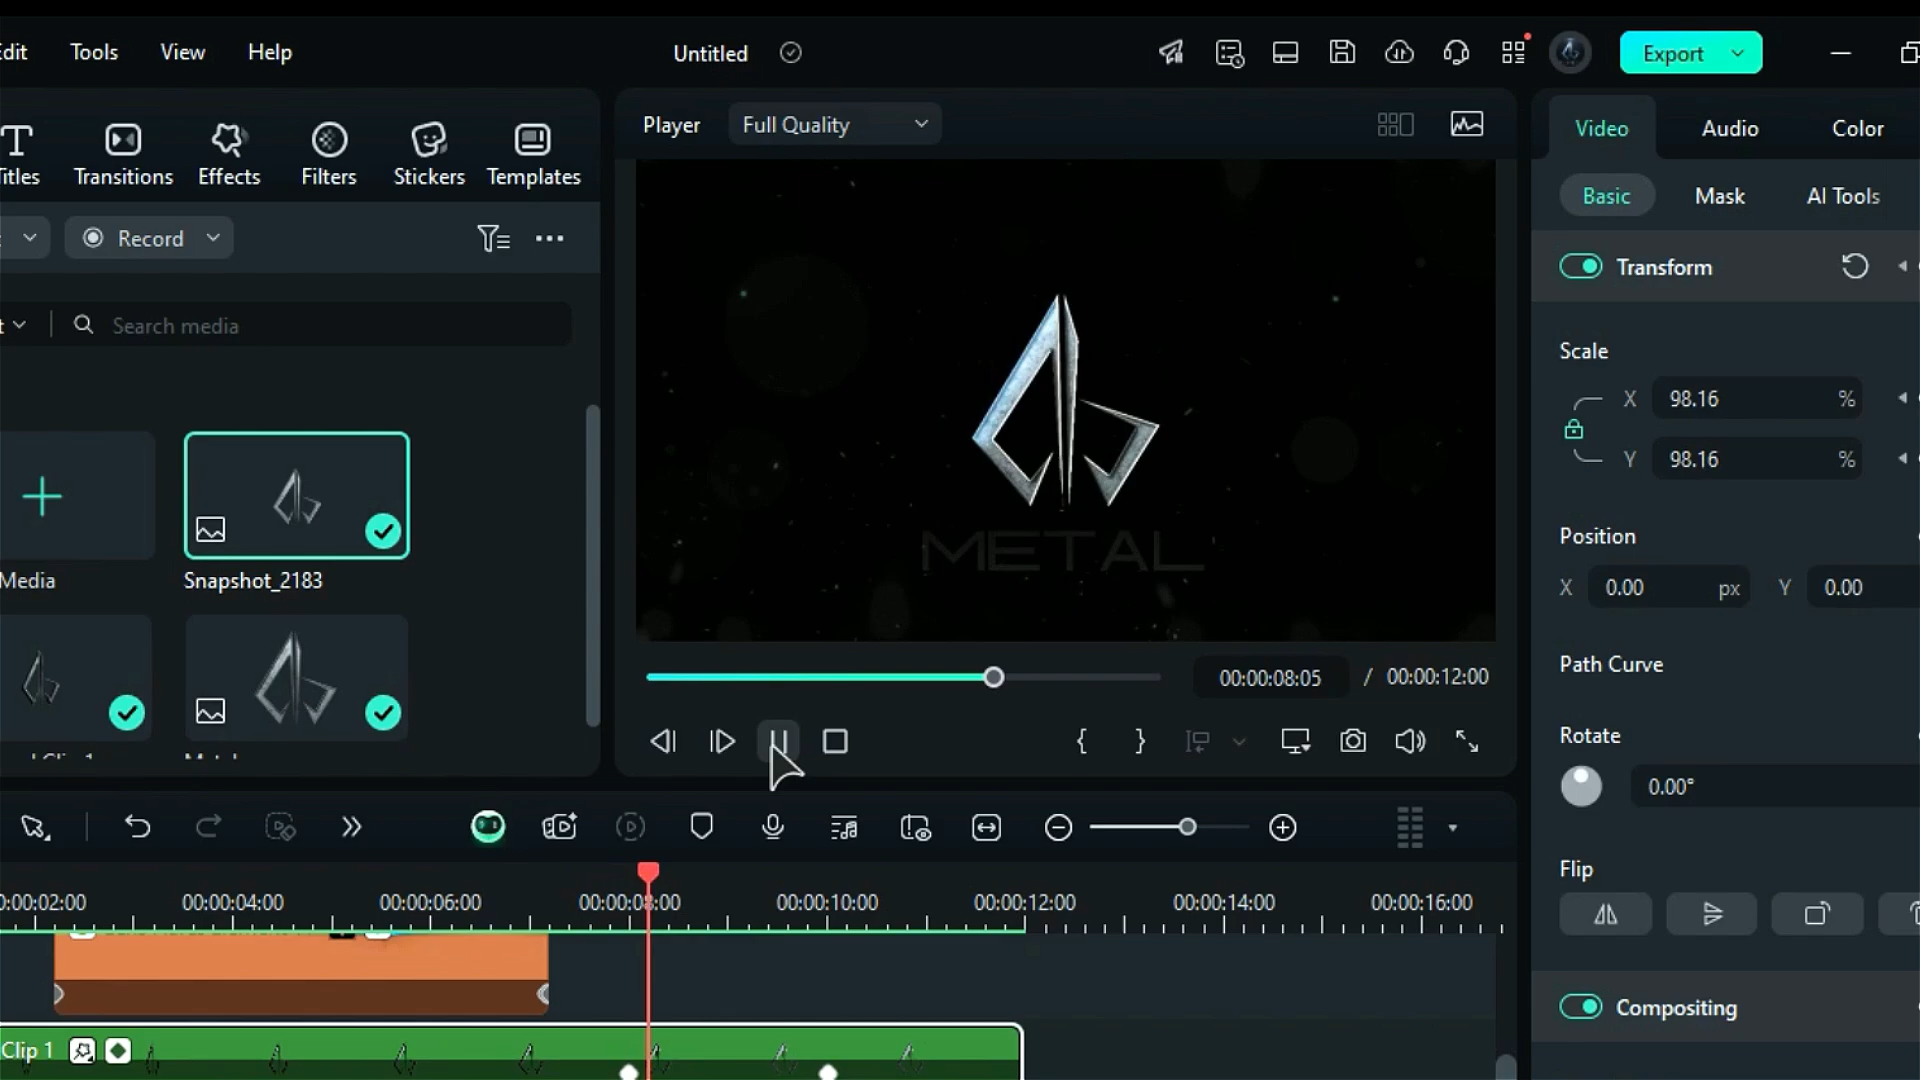 Edit Tools View Help
Untitled
Export
Titles Transitions Effects Filters Stickers Templates
Record
Search media
Media
Snapshot_2183
Player Full Quality
METAL
00:00:08:05 / 00:00:12:00
{ }
Video Audio Color
Basic Mask AI Tools
Transform
Scale
X 98.16 %
Y 98.16 %
Position
X 0.00 px Y 0.00
Path Curve
Rotate
0.00°
Flip
Compositing
0:00:02:00 00:00:04:00 00:00:06:00 00:00:08:00 00:00:10:00 00:00:12:00 00:00:14:00 00:00:16:00
Clip 1